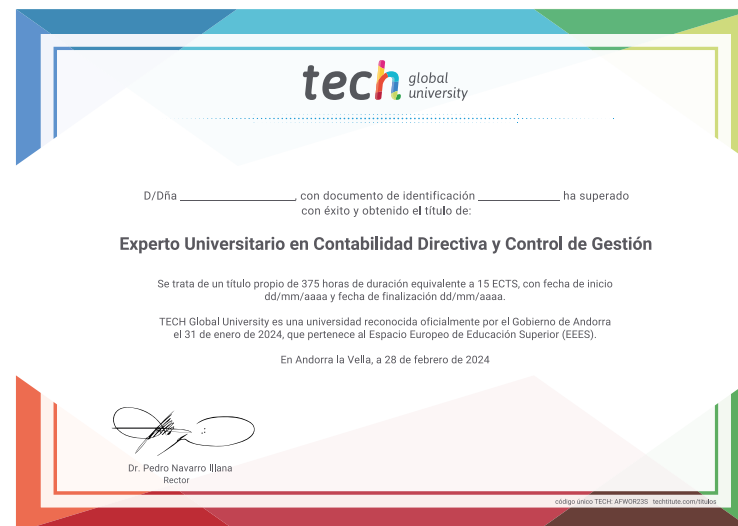 tech global university
D/Dña ____________, con documento de identificación ____________ ha superado
con éxito y obtenido el título de:
Experto Universitario en Contabilidad Directiva y Control de Gestión
Se trata de un título propio de 375 horas de duración equivalente a 15 ECTS, con fecha de inicio
dd/mm/aaaa y fecha de finalización dd/mm/aaaa.
TECH Global University es una universidad reconocida oficialmente por el Gobierno de Andorra
el 31 de enero de 2024, que pertenece al Espacio Europeo de Educación Superior (EEES).
En Andorra la Vella, a 28 de febrero de 2024
Dr. Pedro Navarro Illana
Rector
código único TECH: AFWOR23S techtitute.com/titulos